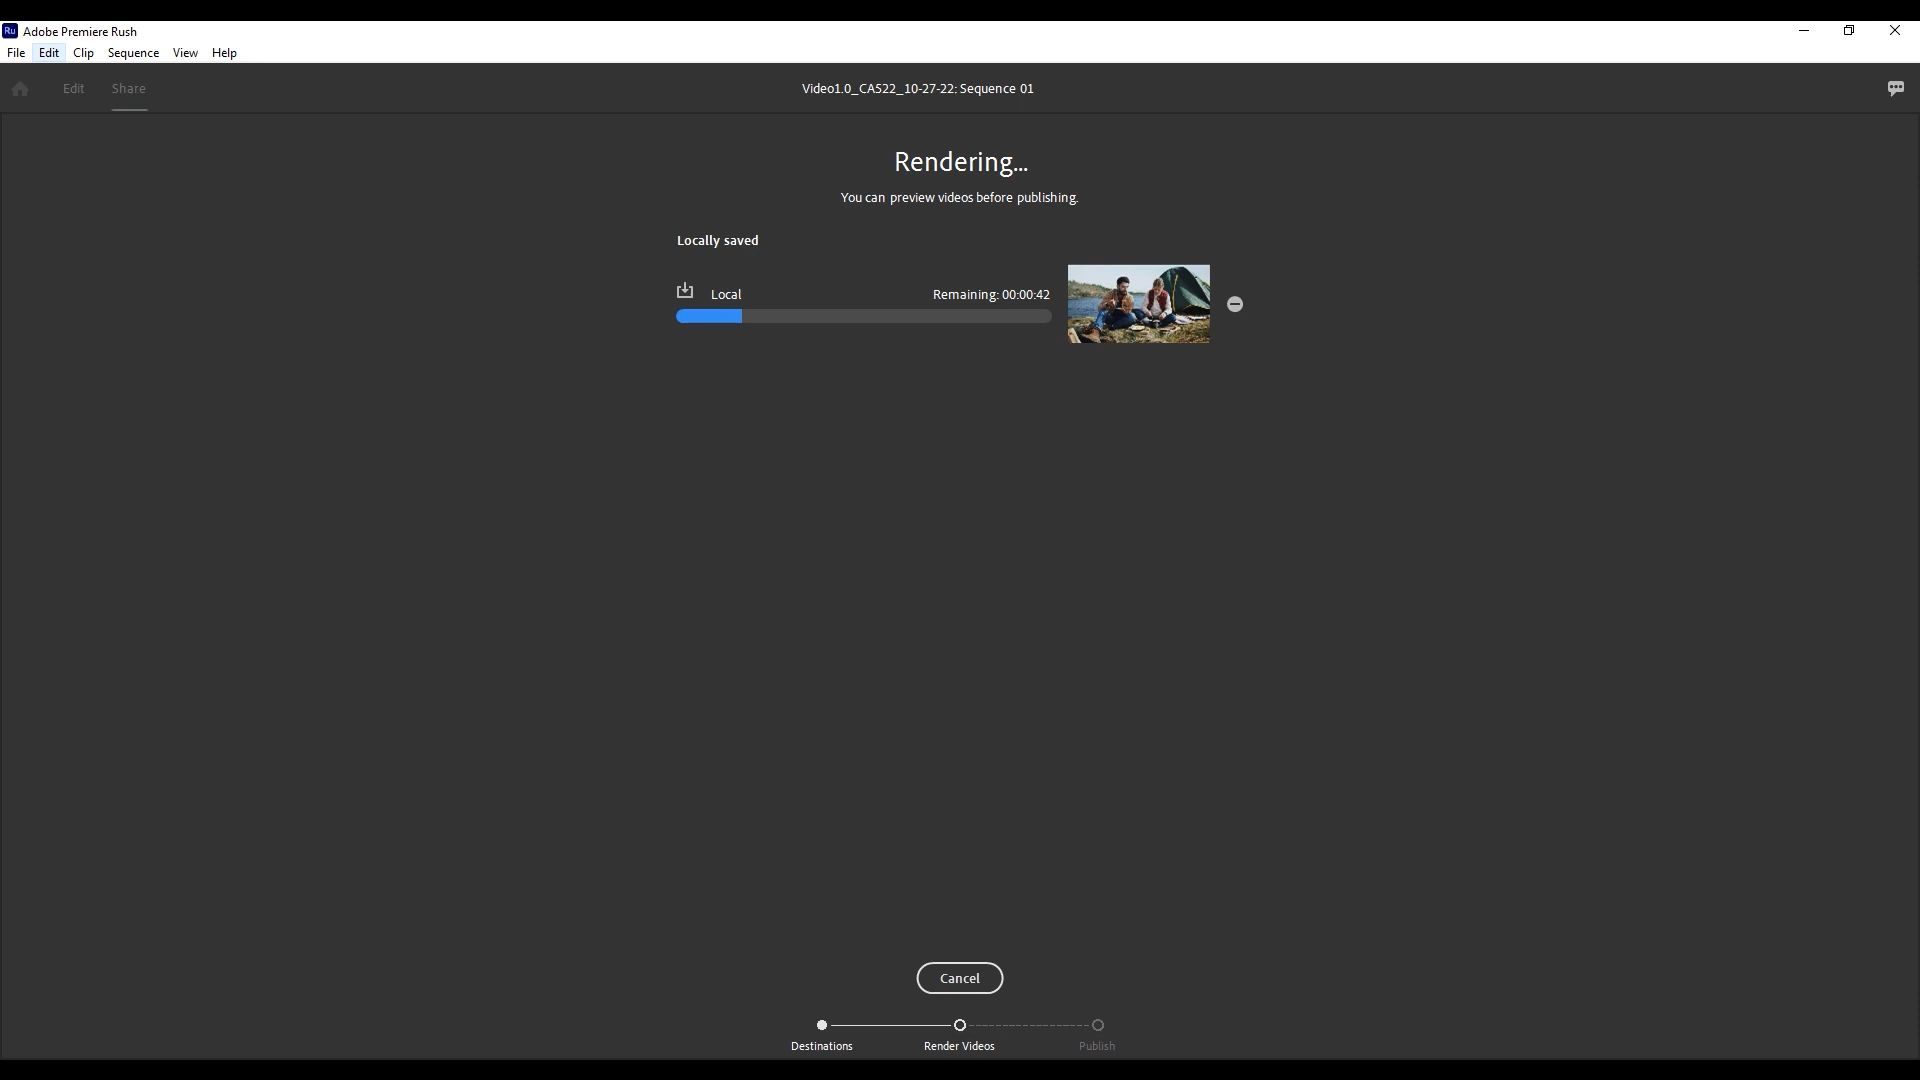 Ru Adobe Premiere Rush
File Edit Clip Sequence View Help
Edit Share Video1.0_CA522_10-27-22: Sequence 01
Rendering...
You can preview videos before publishing.
Locally saved
Local Remaining: 00:00:42
Cancel
Destinations Render Videos Publish